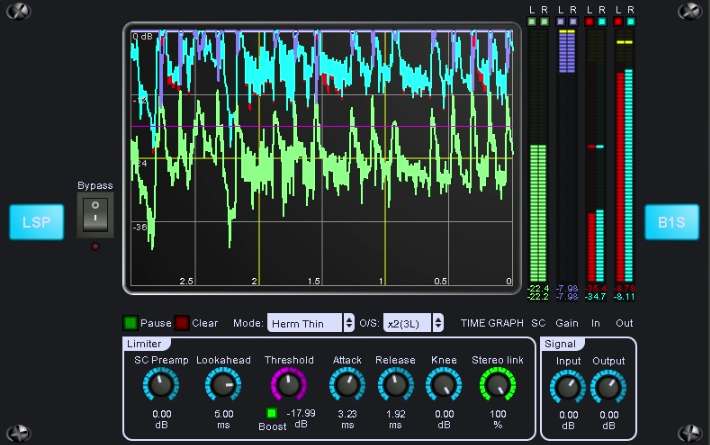 L R L R L R L R
0 dB
-12
-24
-36
2.5 2 1.5 1 0.5 0
Bypass
LSP
B1S
-22.4 -7.98 -35.4 -8.78
-22.2 -7.98 -34.7 -8.11
Pause Clear Mode: Herm Thin O/S: x2(3L) TIME GRAPH SC Gain In Out
Limiter
SC Preamp Lookahead Threshold Attack Release Knee Stereo link
0.00 5.00 -17.99 3.23 1.92 0.00 100
dB ms Boost dB ms ms dB %
Signal
Input Output
0.00 0.00
dB dB